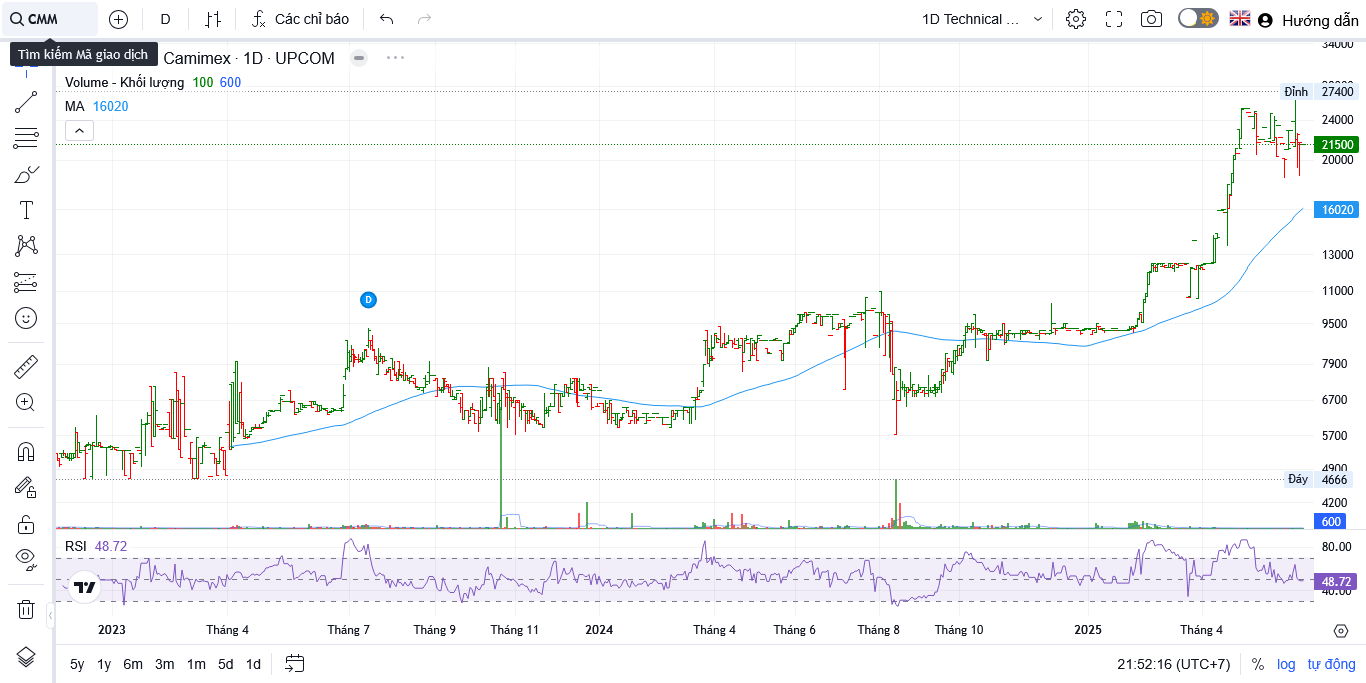 CMM
D
Các chỉ báo
1D Technical ...
Hướng dẫn
Tìm kiếm Mã giao dịch
Camimex · 1D · UPCOM
Volume - Khối lượng 100 600
MA 16020
34000
Đỉnh 27400
24000
21500
20000
16020
13000
11000
9500
7900
6700
5700
4900
Đáy 4666
4200
600
D
RSI 48.72
80.00
48.72
40.00
2023 Tháng 4 Tháng 7 Tháng 9 Tháng 11 2024 Tháng 4 Tháng 6 Tháng 8 Tháng 10 2025 Tháng 4
5y 1y 6m 3m 1m 5d 1d
21:52:16 (UTC+7) % log tự động